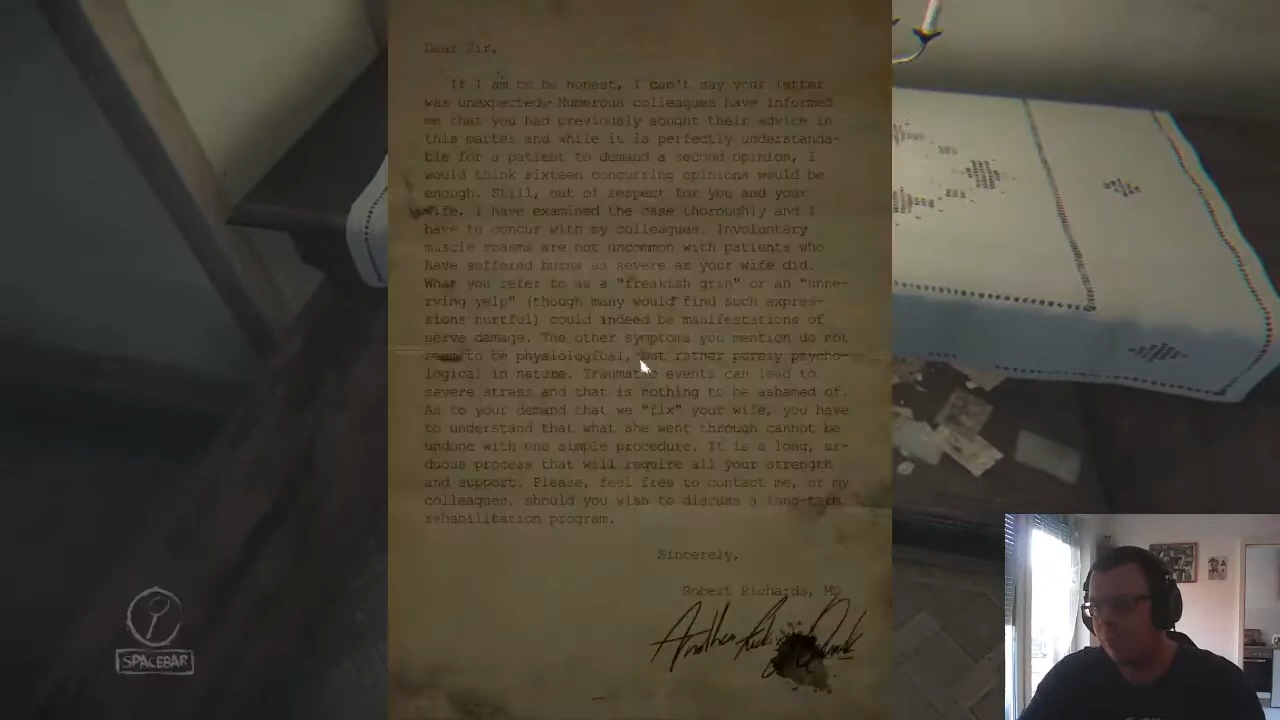 Dear Sir,
If I am to be honest, I can't say your letter
was unexpected. Numerous colleagues have informed
me that you had previously sought their advice in
this matter and while it is perfectly understanda-
ble for a patient to demand a second opinion, I
would think sixteen concurring opinions would be
enough. Still, out of respect for you and your
wife, I have examined the case thoroughly and I
have to concur with my colleagues. Involuntary
muscle spasms are not uncommon with patients who
have suffered burns as severe as your wife did.
What you refer to as a "freakish grin" or an "unne-
rving yelp" (though many would find such expres-
sions hurtful) could indeed be manifestations of
nerve damage. The other symptoms you mention do not
seem to be physiological, but rather purely psycho-
logical in nature. Traumatic events can lead to
severe stress and that is nothing to be ashamed of.
As to your demand that we "fix" your wife, you have
to understand that what she went through cannot be
undone with one simple procedure. It is a long, ar-
duous process that will require all your strength
and support. Please, feel free to contact me, or my
colleagues, should you wish to discuss a long-term
rehabilitation program.
Sincerely,
Robert Richards, MD
Another
SPACEBAR